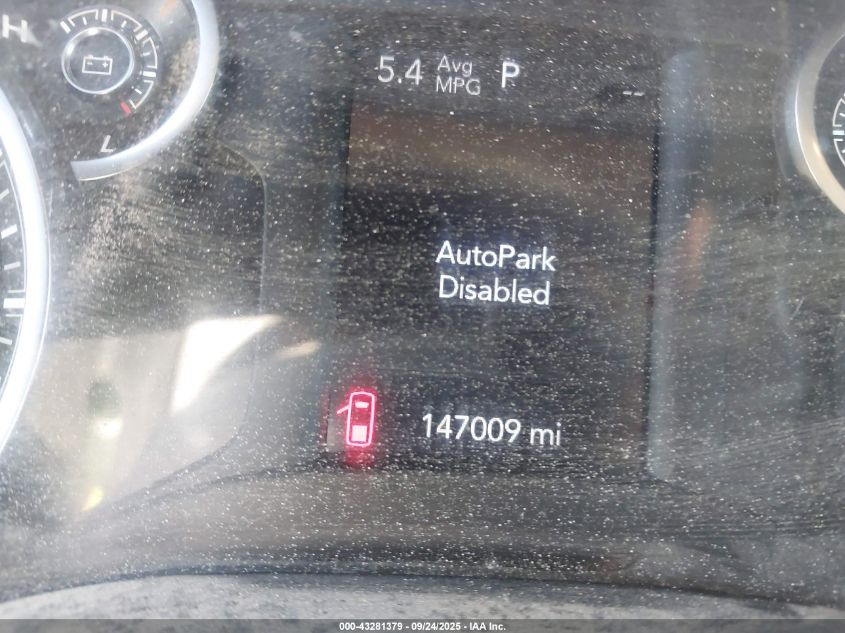 H
5.4 Avg MPG P
--
L
AutoPark
Disabled
147009 mi
000-43281379 - 09/24/2025 - IAA Inc.